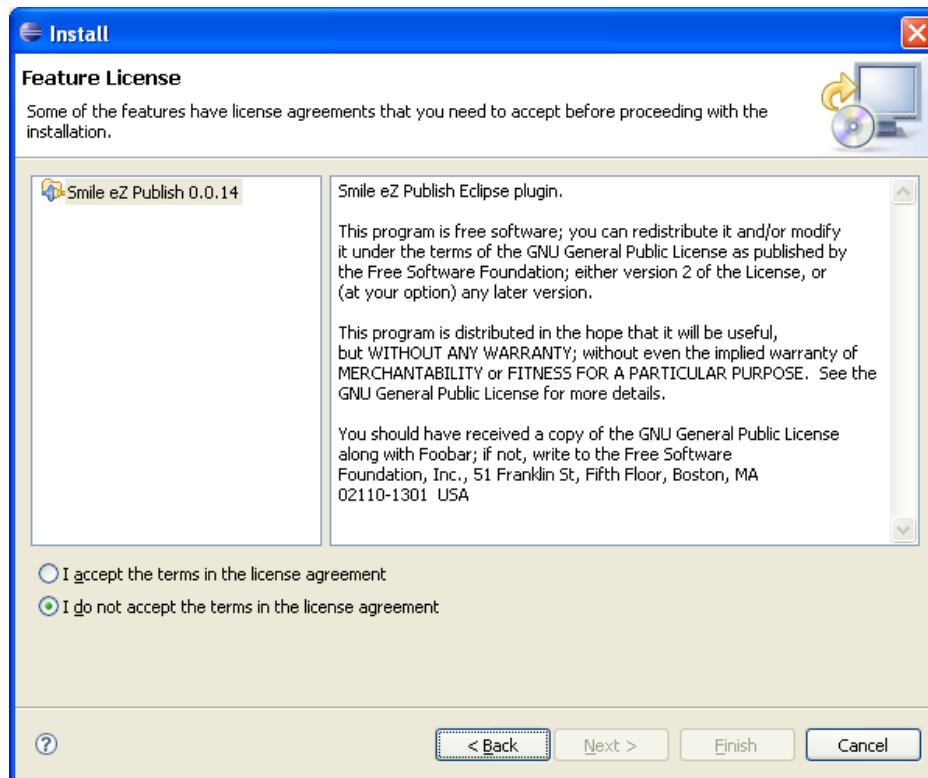 Install
Feature License
Some of the features have license agreements that you need to accept before proceeding with the
installation.
Smile eZ Publish 0.0.14
Smile eZ Publish Eclipse plugin.
This program is free software; you can redistribute it and/or modify
it under the terms of the GNU General Public License as published by
the Free Software Foundation; either version 2 of the License, or
(at your option) any later version.
This program is distributed in the hope that it will be useful,
but WITHOUT ANY WARRANTY; without even the implied warranty of
MERCHANTABILITY or FITNESS FOR A PARTICULAR PURPOSE.  See the
GNU General Public License for more details.
You should have received a copy of the GNU General Public License
along with Foobar; if not, write to the Free Software
Foundation, Inc., 51 Franklin St, Fifth Floor, Boston, MA
02110-1301  USA
I accept the terms in the license agreement
I do not accept the terms in the license agreement
? < Back Next > Finish Cancel